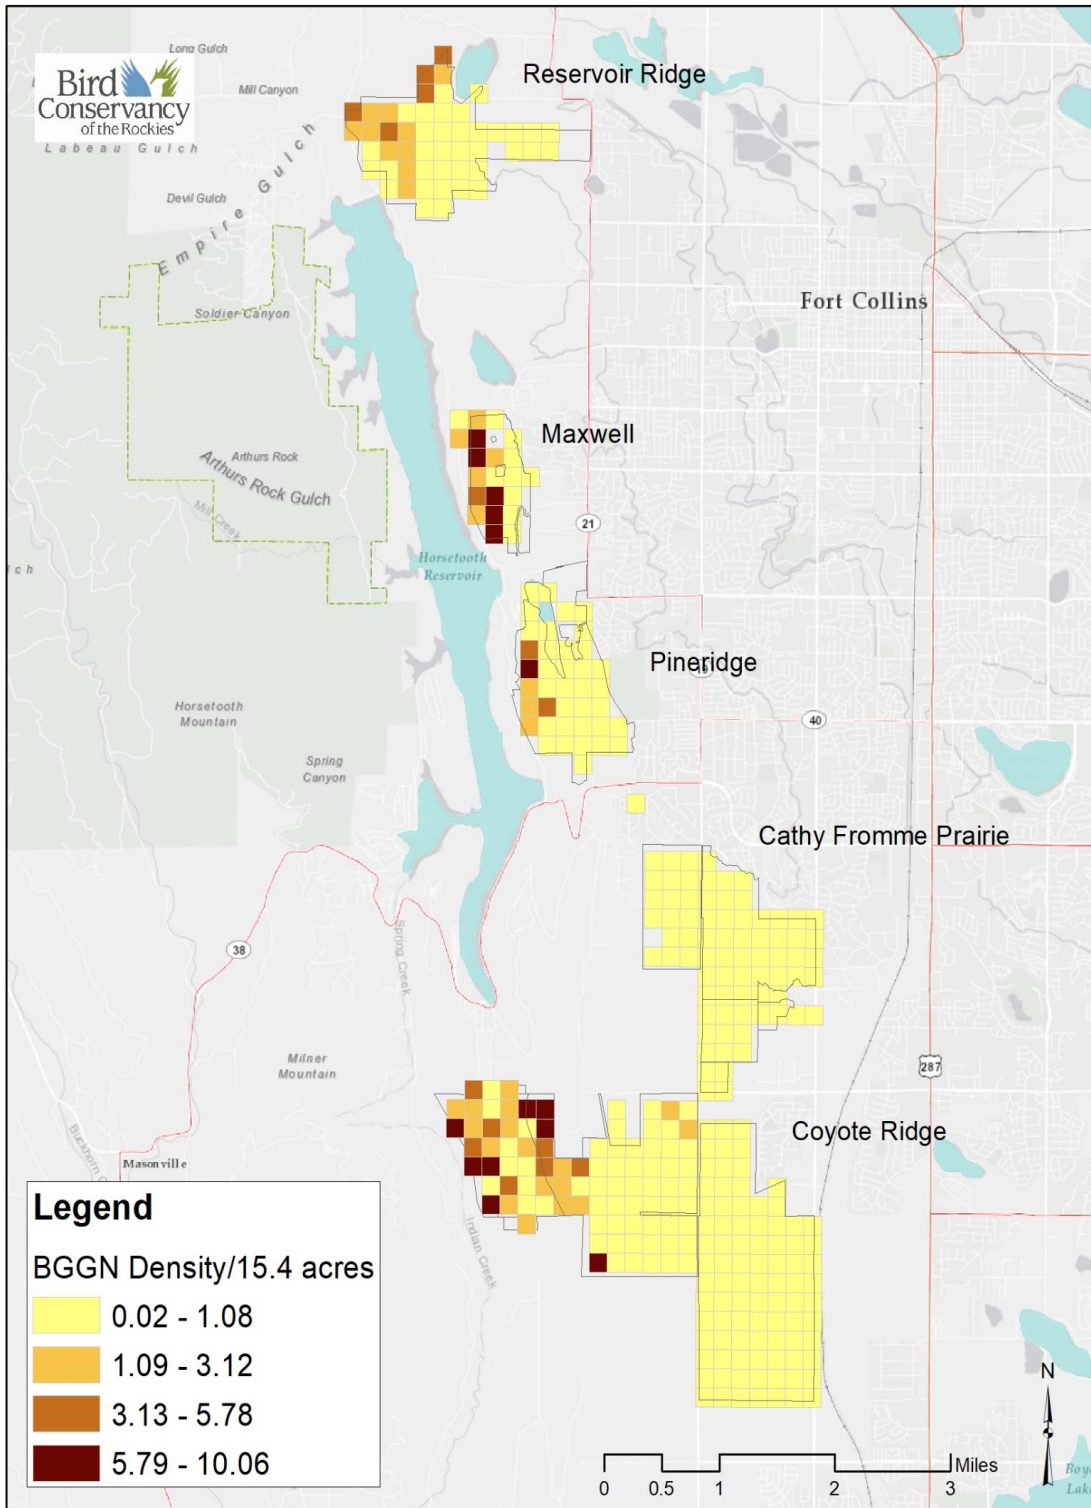 Long Gulch
Mill Canyon
Bird
Conservancy
of the Rockies
Labeau Gulch
Reservoir Ridge
Empire Gulch
Devil Gulch
Soldier Canyon
Fort Collins
Maxwell
Arthurs Rock
Arthurs Rock Gulch
Mill Creek
21
Horsetooth
Reservoir
ch
Pineridge
19
Horsetooth
Mountain
40
Spring
Canyon
Cathy Fromme Prairie
38
Spring Creek
Milner
Mountain
287
Coyote Ridge
Masonville
Indian Creek
Legend
BGGN Density/15.4 acres
0.02 - 1.08
1.09 - 3.12
3.13 - 5.78
5.79 - 10.06
N
Miles
0 0.5 1 2 3